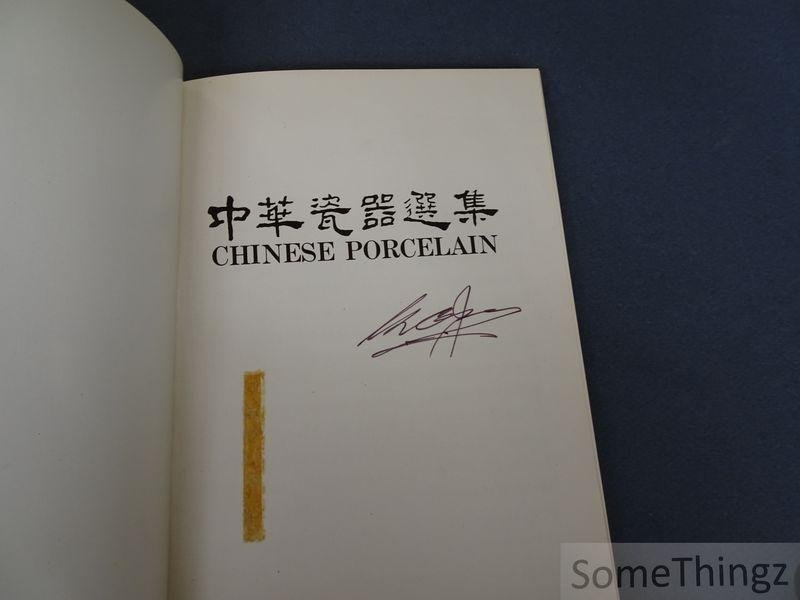 中華瓷器選集
CHINESE PORCELAIN
SomeThingz